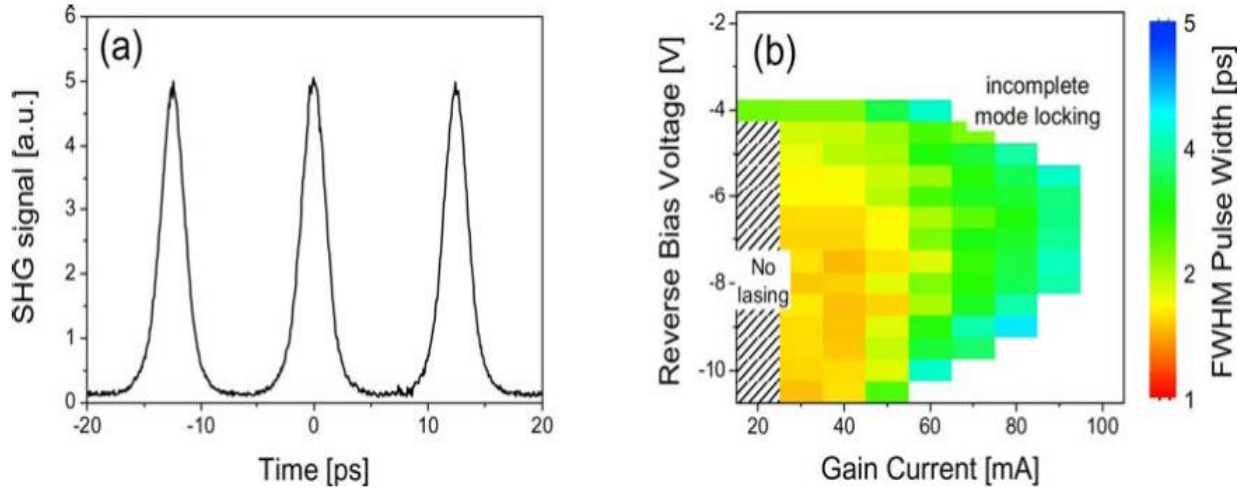 (a)
SHG signal [a.u.]
6
5
4
3
2
1
0
-20
-10
0
10
20
Time [ps]
(b)
Reverse Bias Voltage [V]
-2
-4
-6
-8
-10
incomplete
mode locking
No
lasing
20
40
60
80
100
Gain Current [mA]
5
4
2
1
FWHM Pulse Width [ps]